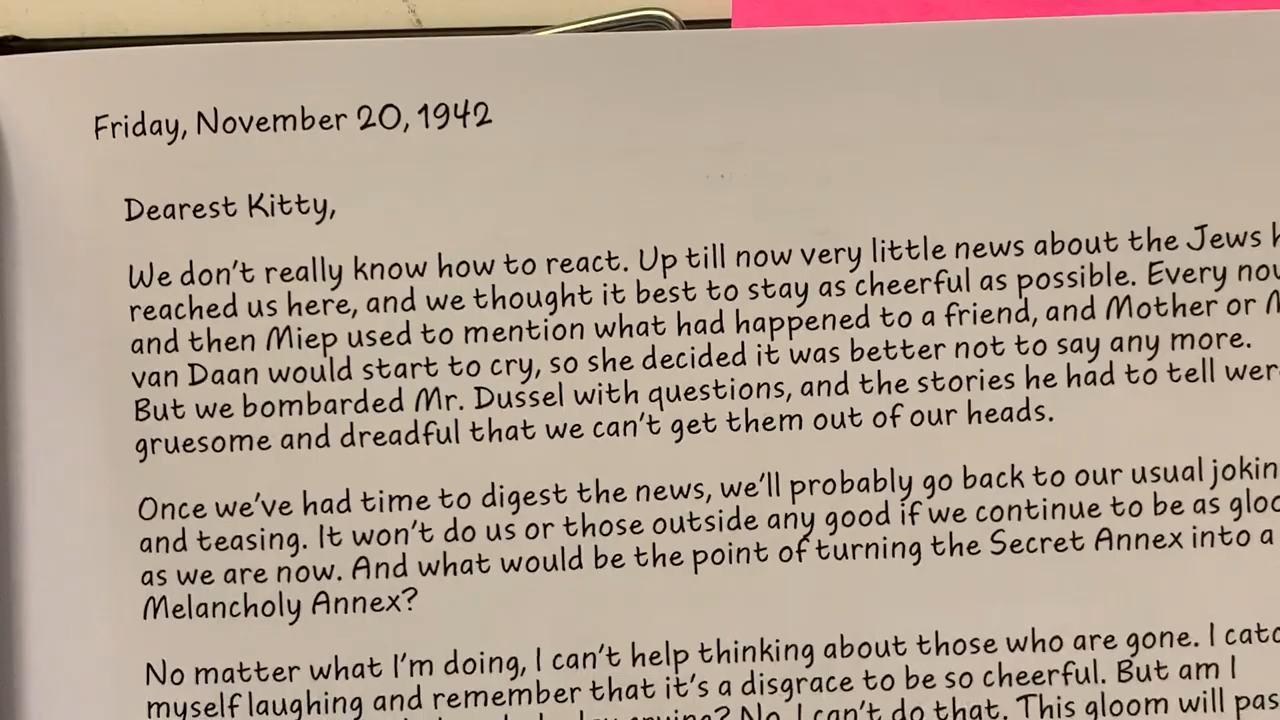 Friday, November 20, 1942
Dearest Kitty,
We don't really know how to react. Up till now very little news about the Jews
reached us here, and we thought it best to stay as cheerful as possible. Every
and then Miep used to mention what had happened to a friend, and Mother or
van Daan would start to cry, so she decided it was better not to say any more.
But we bombarded Mr. Dussel with questions, and the stories he had to tell
gruesome and dreadful that we can't get them out of our heads.
Once we've had time to digest the news, we'll probably go back to our usual
and teasing. It won't do us or those outside any good if we continue to be as
as we are now. And what would be the point of turning the Secret Annex into a
Melancholy Annex?
No matter what I'm doing, I can't help thinking about those who are gone. I
myself laughing and remember that it's a disgrace to be so cheerful. But am I
No, I can't do that. This gloom will